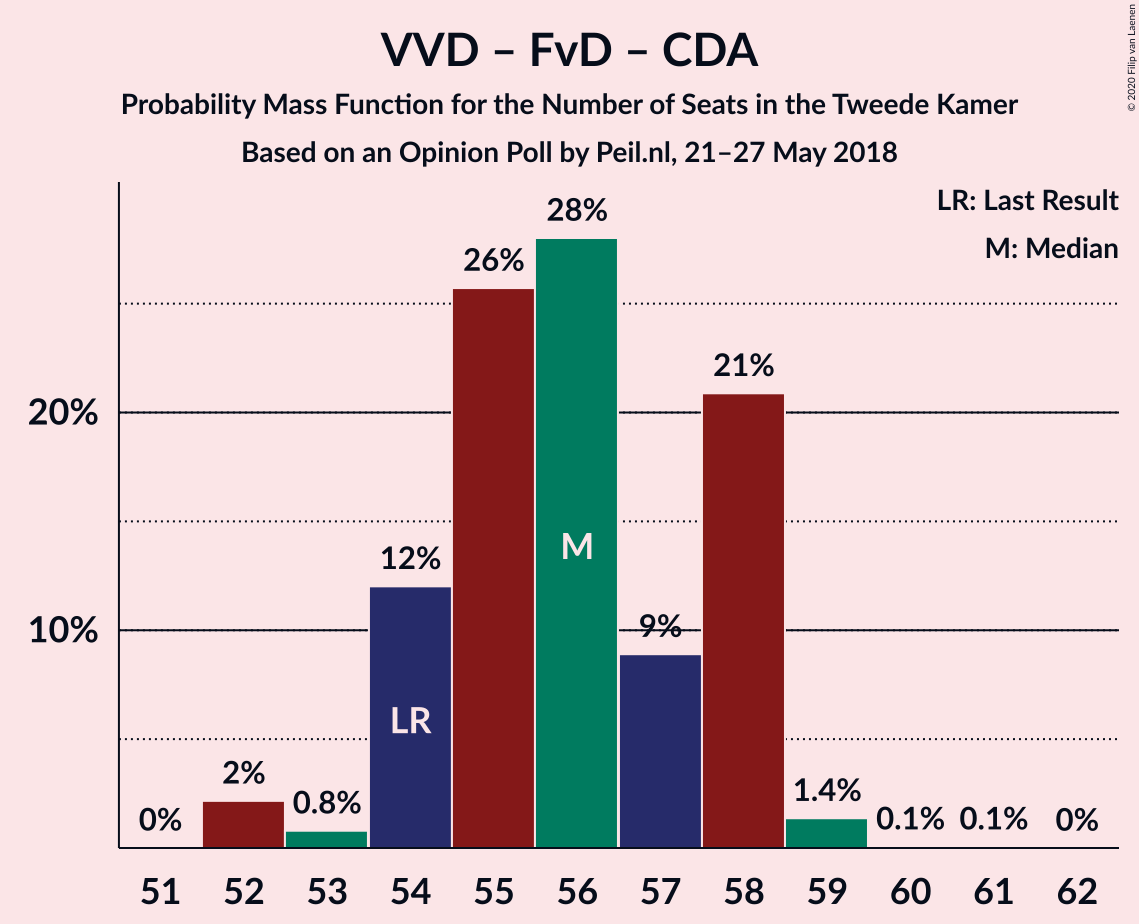 VVD – FvD – CDA
Probability Mass Function for the Number of Seats in the Tweede Kamer
Based on an Opinion Poll by Peil.nl, 21–27 May 2018
© 2020 Filip van Laenen
LR: Last Result
M: Median
28%
26%
21%
20%
12%
M
10%
9%
LR
2%
0.8%
1.4%
0%
0.1%
0.1%
0%
51 52 53 54 55 56 57 58 59 60 61 62